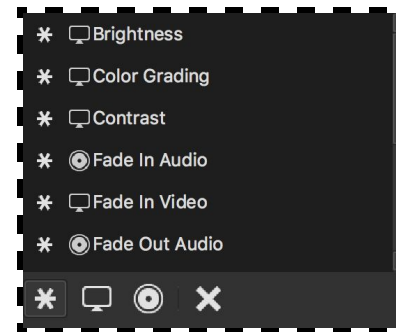 Brightness
Color Grading
Contrast
Fade In Audio
Fade In Video
Fade Out Audio